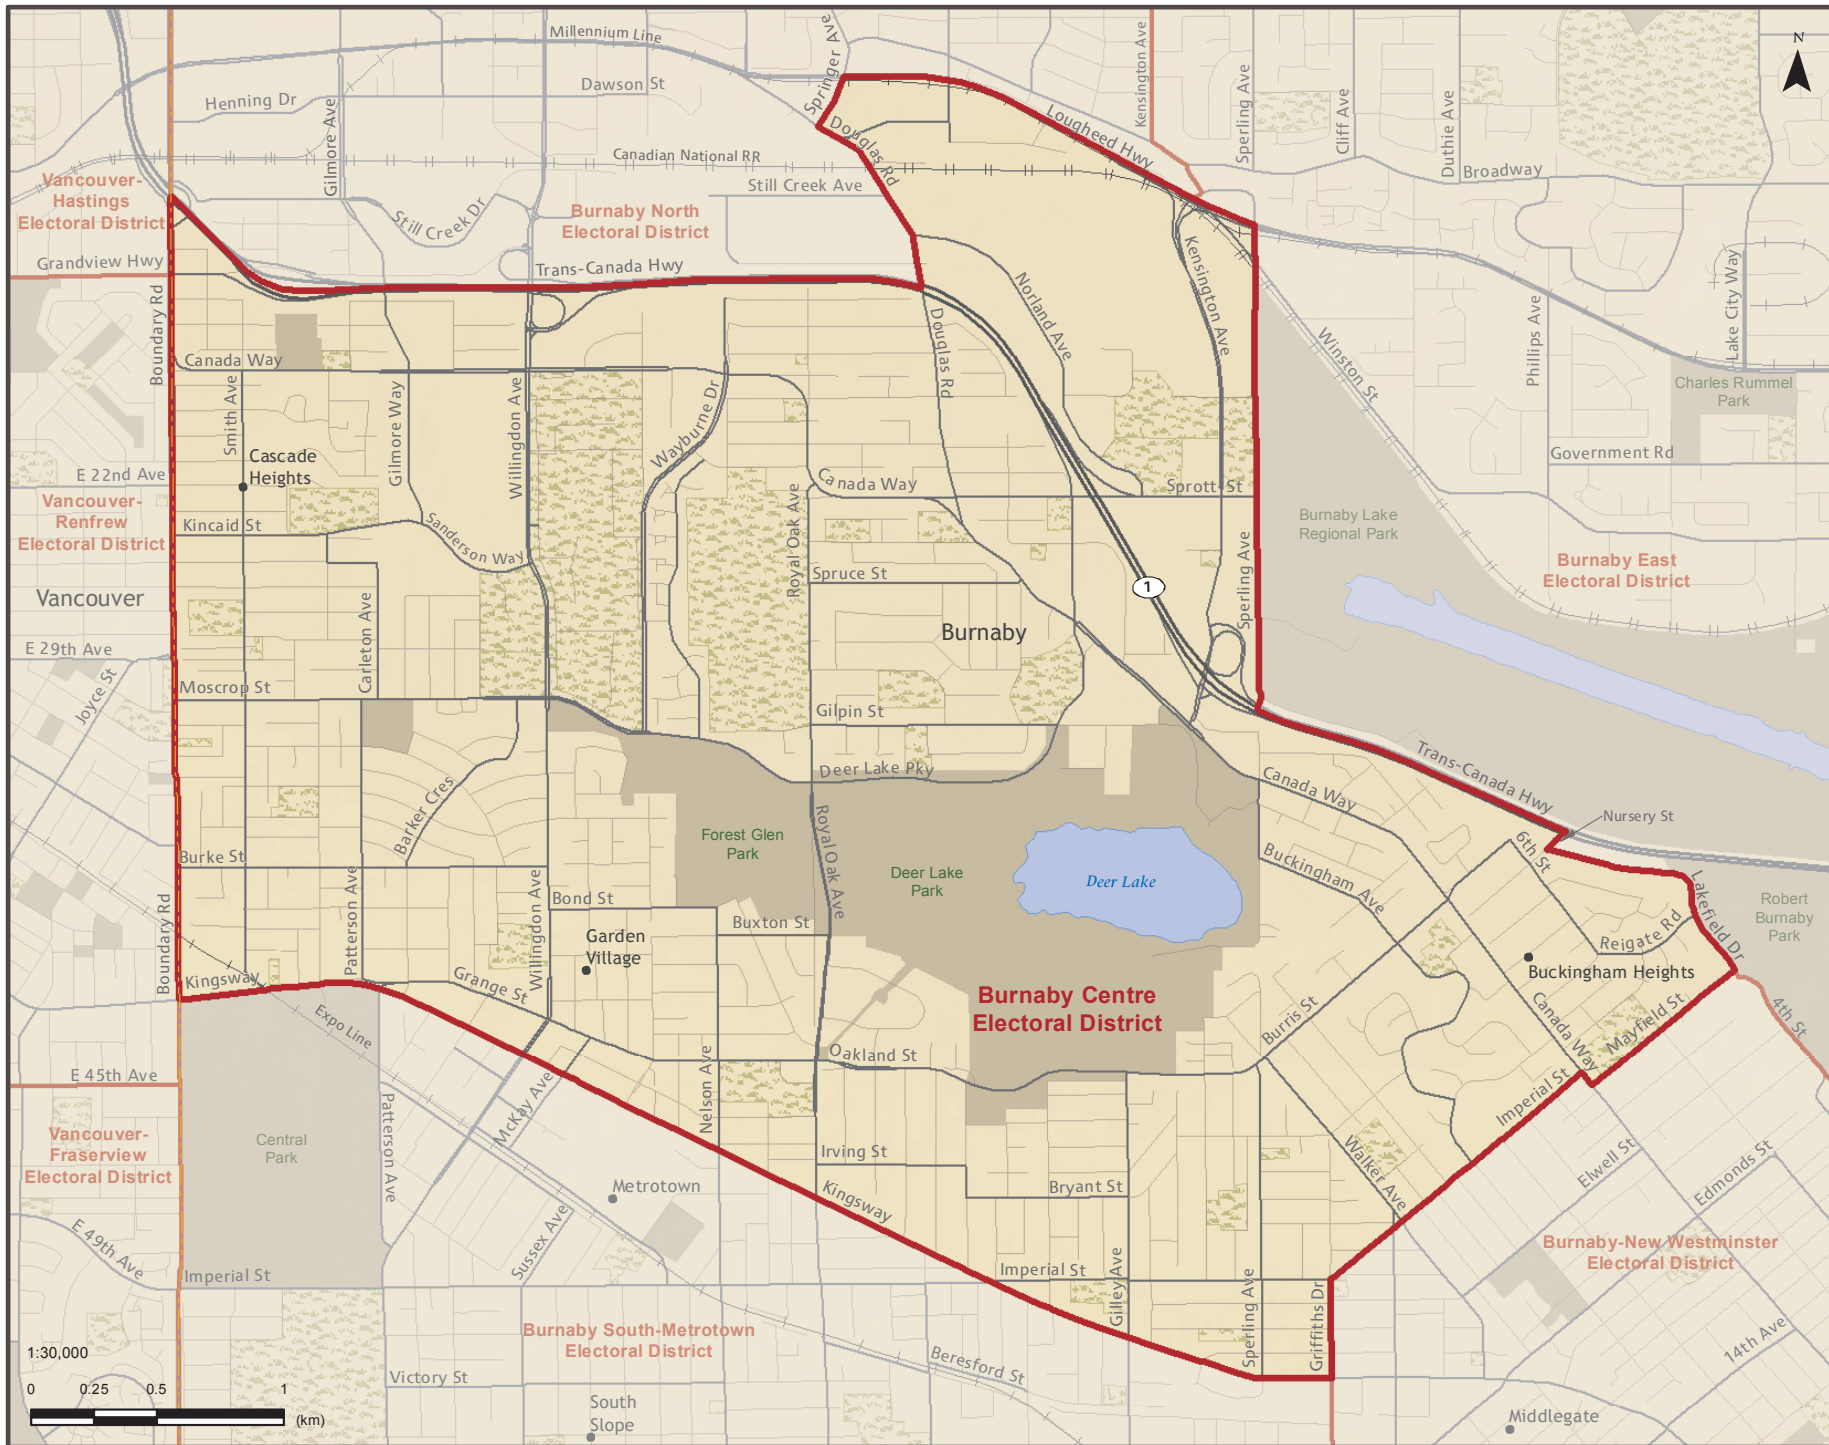 Millennium Line
Springer Ave
Kensington Ave
N
Dawson St
Henning Dr
Gilmore Ave
Sperling Ave
Cliff Ave
Duthie Ave
Lougheed Hwy
Douglas Rd
Canadian National RR
Broadway
Still Creek Ave
Vancouver-
Hastings
Electoral District
Still Creek Dr
Burnaby North
Electoral District
Grandview Hwy
Trans-Canada Hwy
Kensington Ave
Norland Ave
Lake City Way
Boundary Rd
Douglas Rd
Winston St
Phillips Ave
Canada Way
Smith Ave
Gilmore Way
Willingdon Ave
Wayburne Dr
Charles Rummel
Park
Cascade
Heights
E 22nd Ave
Government Rd
Canada Way
Sprott St
Vancouver-
Renfrew
Electoral District
Kincaid St
Sanderson Way
Royal Oak Ave
Burnaby Lake
Regional Park
Sperling Ave
Burnaby East
Electoral District
Spruce St
1
Vancouver
Carleton Ave
Burnaby
E 29th Ave
Joyce St
Moscrop St
Gilpin St
Deer Lake Pky
Trans-Canada Hwy
Canada Way
Nursery St
Barker Cres
Royal Oak Ave
Forest Glen
Park
6th St
Burke St
Buckingham Ave
Deer Lake
Park
Deer Lake
Lakefield Dr
Patterson Ave
Willingdon Ave
Bond St
Buxton St
Boundary Rd
Robert
Burnaby
Park
Reigate Rd
Garden
Village
Buckingham Heights
Kingsway
Grange St
Burnaby Centre
Electoral District
Expo Line
Burris St
Canada Way
Mayfield St
4th St
Oakland St
Nelson Ave
E 45th Ave
McKay Ave
Imperial St
Patterson Ave
Vancouver-
Fraserview
Electoral District
Central
Park
Irving St
Walker Ave
Elwell St
Edmonds St
Metrotown
Kingsway
Bryant St
E 49th Ave
Sussex Ave
Burnaby-New Westminster
Electoral District
Imperial St
Imperial St
Gilley Ave
Sperling Ave
Griffiths Dr
Burnaby South-Metrotown
Electoral District
14th Ave
1:30,000
Beresford St
Victory St
0 0.25 0.5 1
(km)
South
Slope
Middlegate